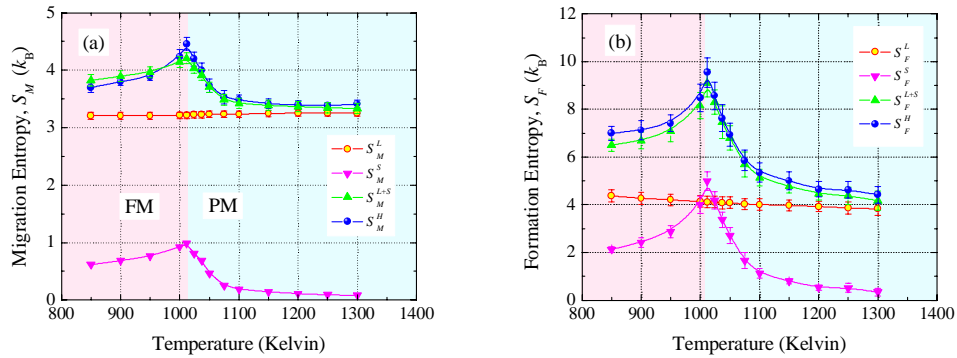 (a)
Migration Entropy, S_M (k_B)
5
4
3
2
1
0
S_M^L
S_M^S
S_M^{L+S}
S_M^H
FM
PM
800 900 1000 1100 1200 1300 1400
Temperature (Kelvin)
(b)
Formation Entropy, S_F (k_B)
12
10
8
6
4
2
0
S_F^L
S_F^S
S_F^{L+S}
S_F^H
800 900 1000 1100 1200 1300 1400
Temperature (Kelvin)